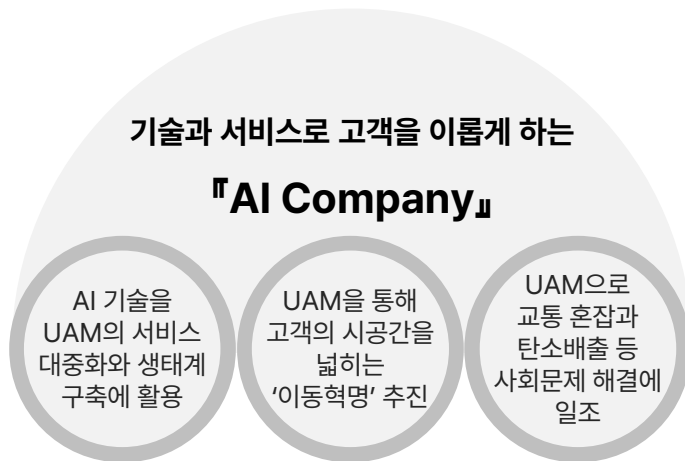 기술과 서비스로 고객을 이롭게 하는
『AI Company』
AI 기술을
UAM의 서비스
대중화와 생태계
구축에 활용
UAM을 통해
고객의 시공간을
넓히는
‘이동혁명’ 추진
UAM으로
교통 혼잡과
탄소배출 등
사회문제 해결에
일조